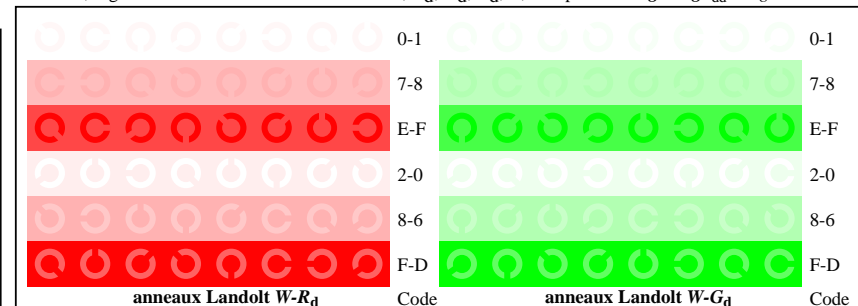 0-1 0-1
7-8 7-8
E-F E-F
2-0 2-0
8-6 8-6
F-D F-D
anneaux Landolt W-Rd Code anneaux Landolt W-Gd Code